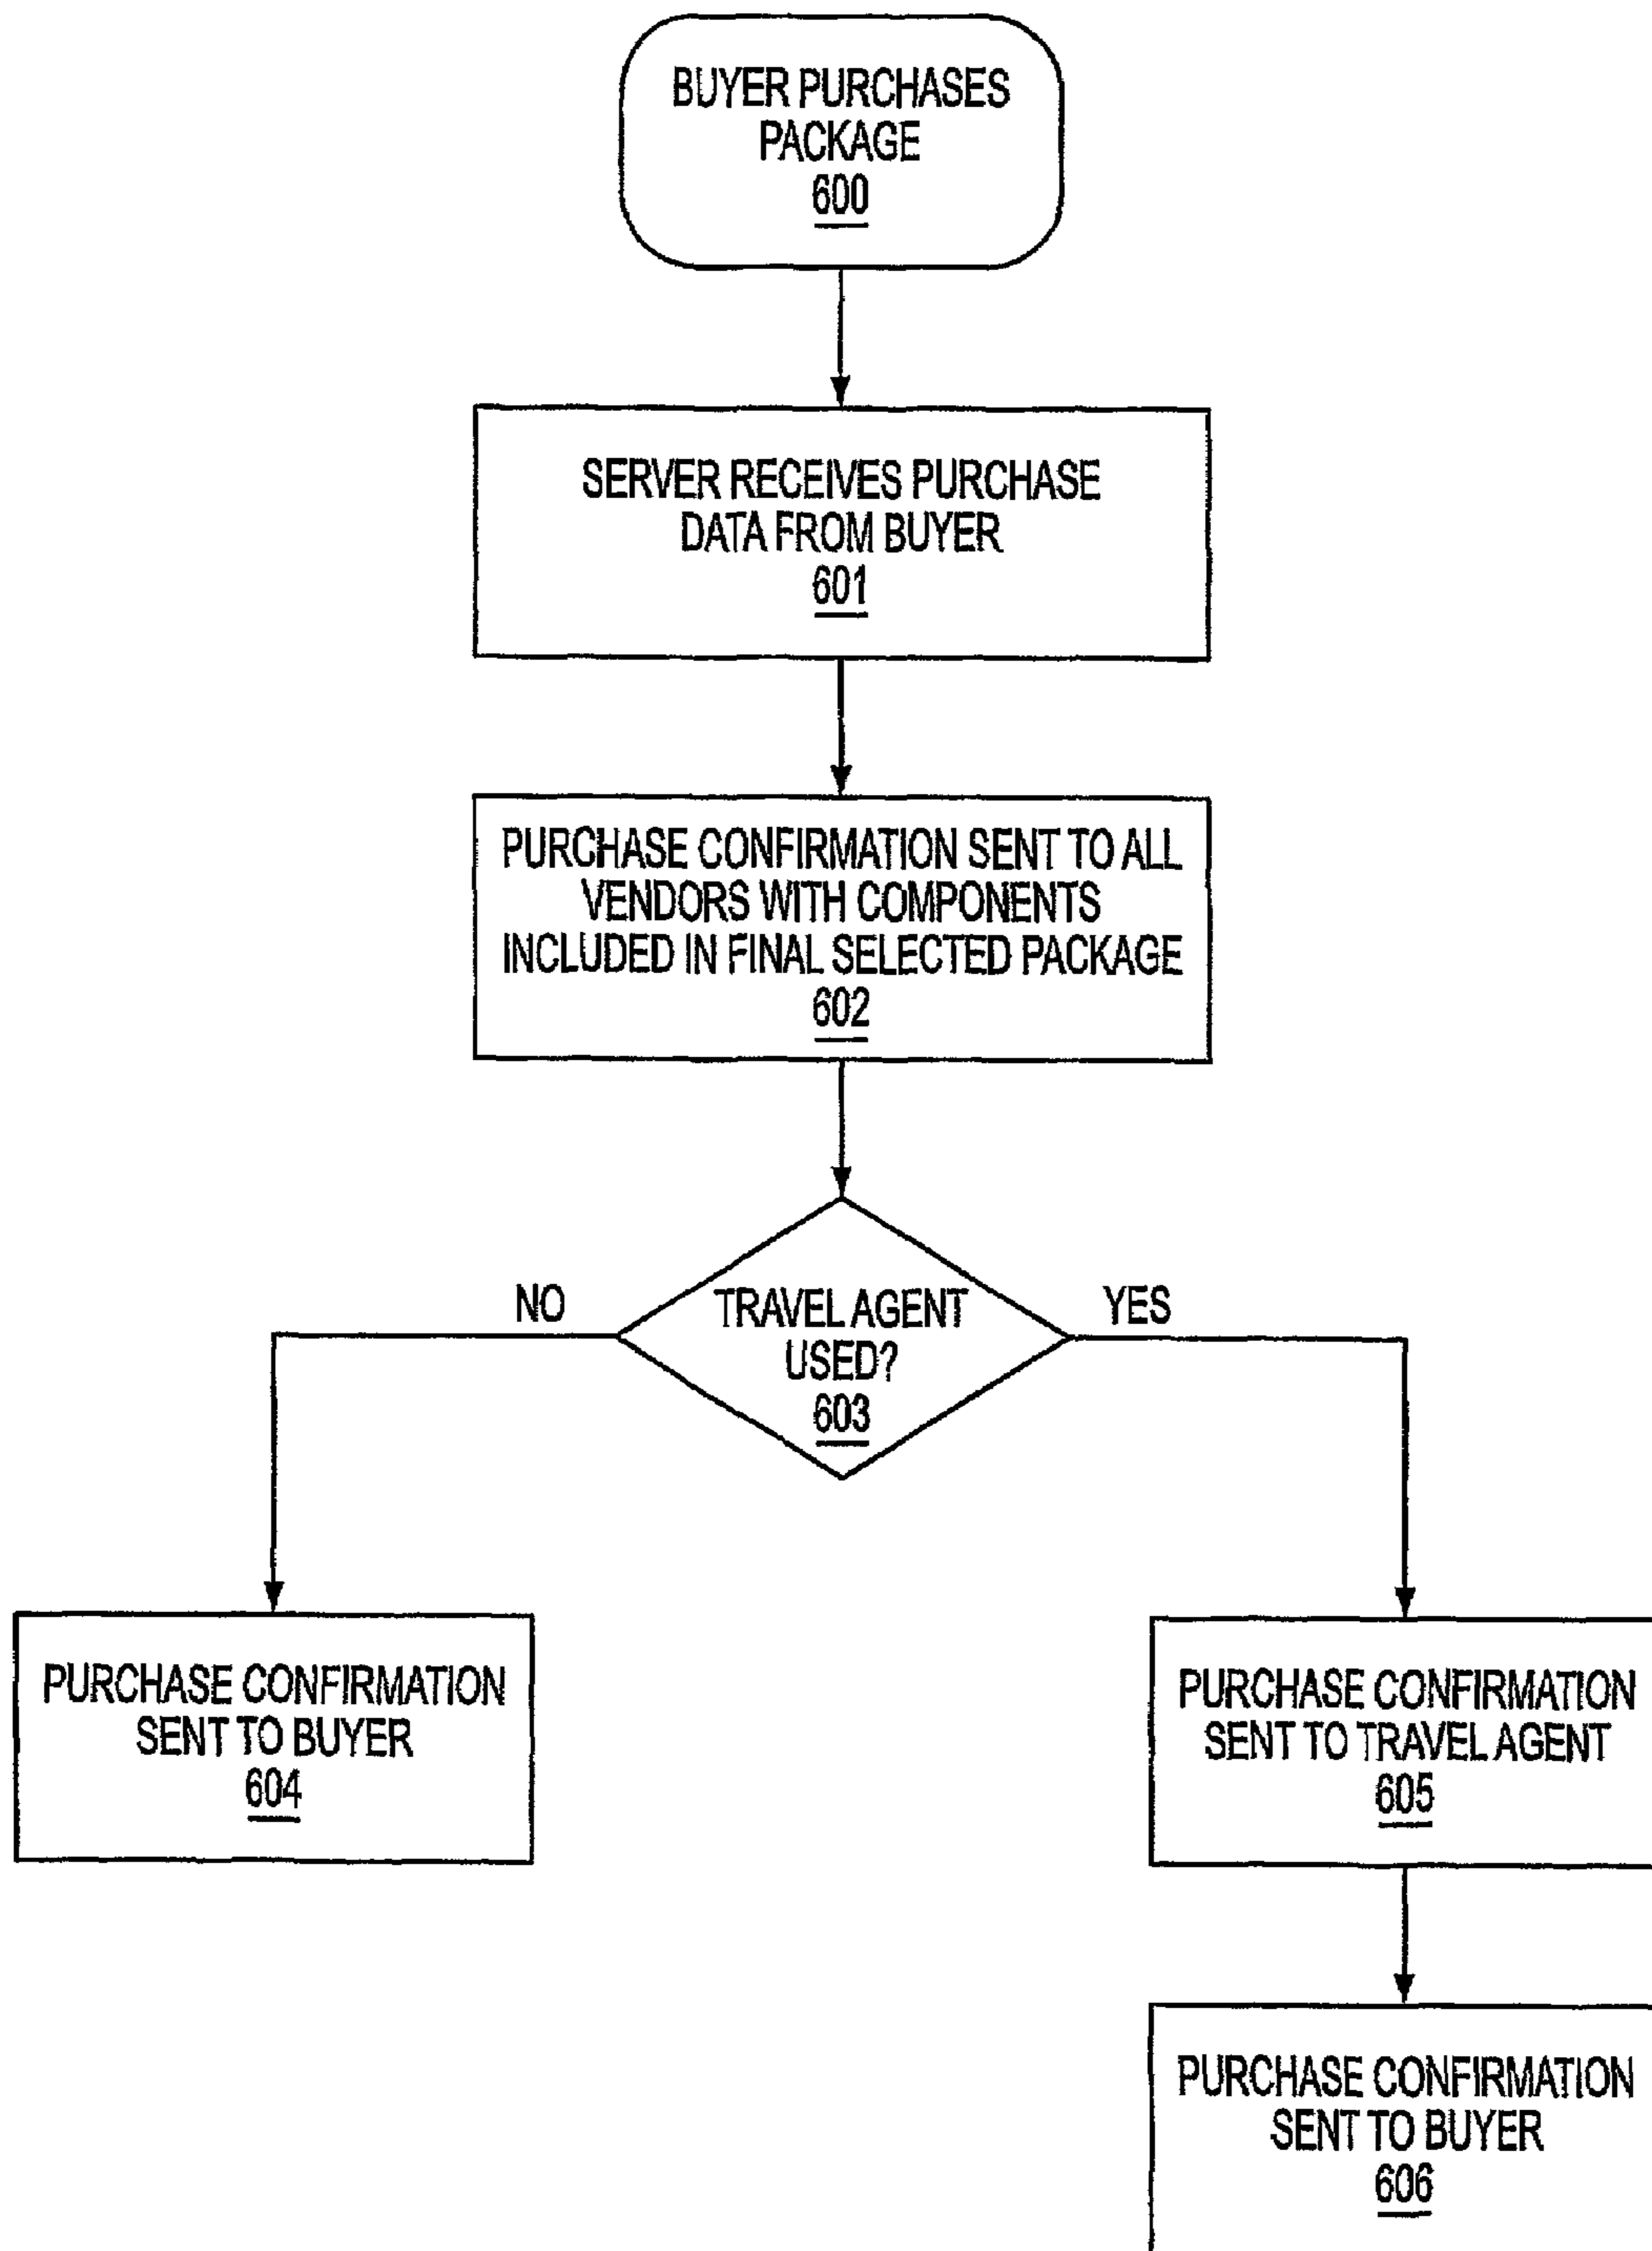 BUYER PURCHASES
PACKAGE
600
SERVER RECEIVES PURCHASE
DATA FROM BUYER
601
PURCHASE CONFIRMATION SENT TO ALL
VENDORS WITH COMPONENTS
INCLUDED IN FINAL SELECTED PACKAGE
602
NO
TRAVEL AGENT
USED?
603
YES
PURCHASE CONFIRMATION
SENT TO BUYER
604
PURCHASE CONFIRMATION
SENT TO TRAVEL AGENT
605
PURCHASE CONFIRMATION
SENT TO BUYER
606